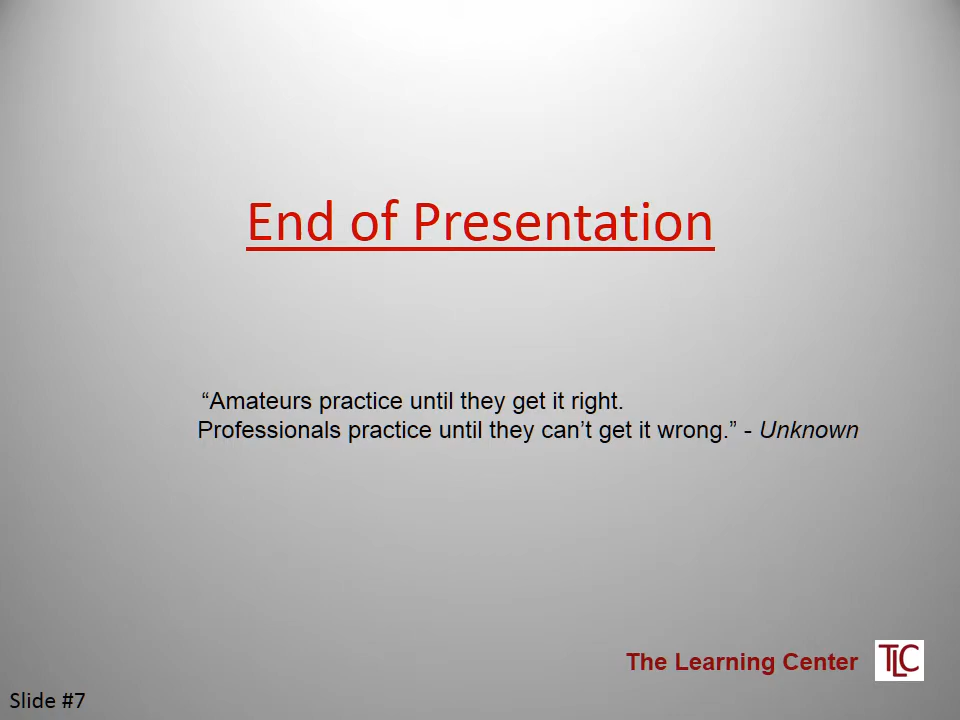 End of Presentation
“Amateurs practice until they get it right.
Professionals practice until they can’t get it wrong.” - Unknown
The Learning Center TLC
Slide #7